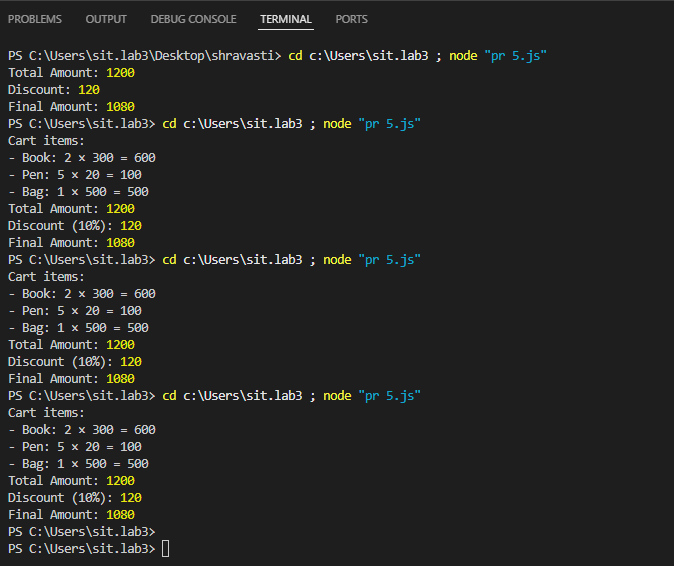 PROBLEMS OUTPUT DEBUG CONSOLE TERMINAL PORTS
PS C:\Users\sit.lab3\Desktop\shravasti> cd c:\Users\sit.lab3 ; node "pr 5.js"
Total Amount: 1200
Discount: 120
Final Amount: 1080
PS C:\Users\sit.lab3> cd c:\Users\sit.lab3 ; node "pr 5.js"
Cart items:
- Book: 2 × 300 = 600
- Pen: 5 × 20 = 100
- Bag: 1 × 500 = 500
Total Amount: 1200
Discount (10%): 120
Final Amount: 1080
PS C:\Users\sit.lab3> cd c:\Users\sit.lab3 ; node "pr 5.js"
Cart items:
- Book: 2 × 300 = 600
- Pen: 5 × 20 = 100
- Bag: 1 × 500 = 500
Total Amount: 1200
Discount (10%): 120
Final Amount: 1080
PS C:\Users\sit.lab3> cd c:\Users\sit.lab3 ; node "pr 5.js"
Cart items:
- Book: 2 × 300 = 600
- Pen: 5 × 20 = 100
- Bag: 1 × 500 = 500
Total Amount: 1200
Discount (10%): 120
Final Amount: 1080
PS C:\Users\sit.lab3>
PS C:\Users\sit.lab3>